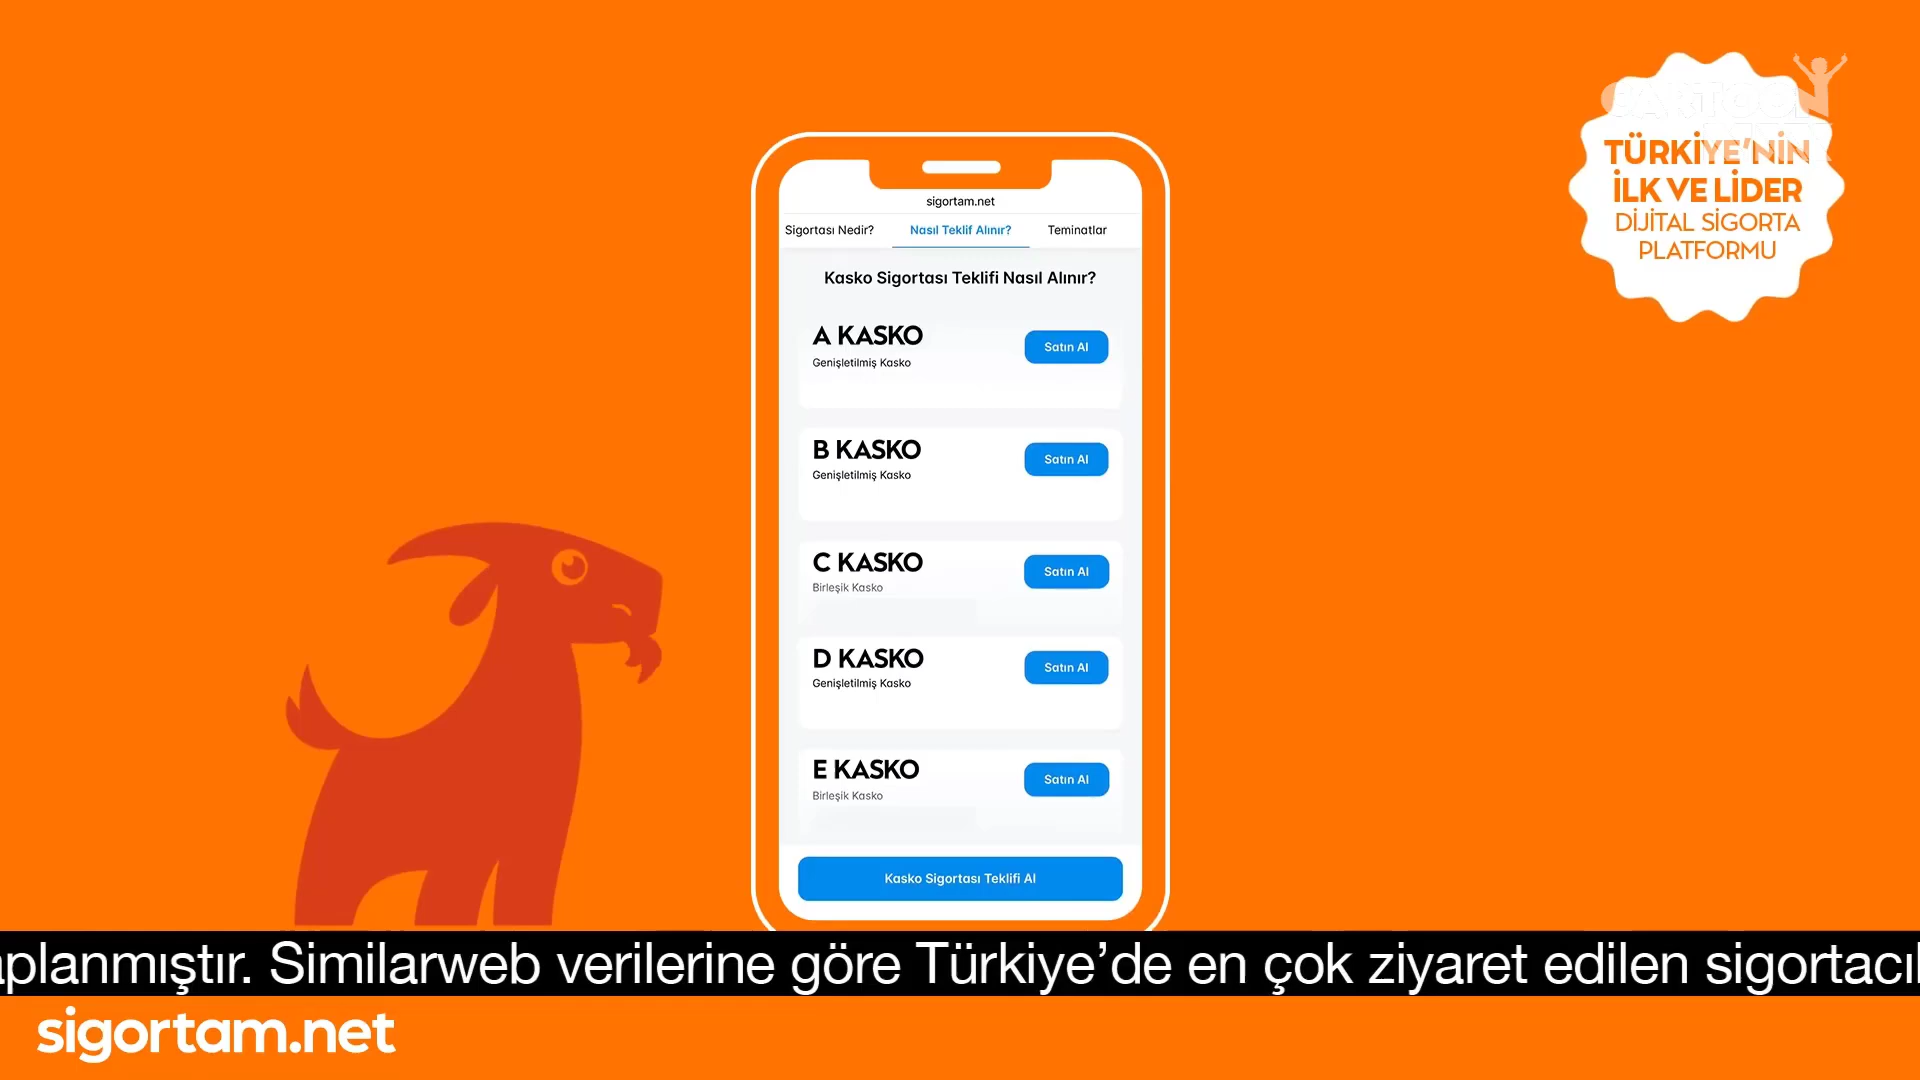 CARTOON
TÜRKİYE'NİN
İLK VE LİDER
DİJİTAL SİGORTA
PLATFORMU
sigortam.net
Sigortası Nedir?
Nasıl Teklif Alınır?
Teminatlar
Kasko Sigortası Teklifi Nasıl Alınır?
A KASKO
Satın Al
Genişletilmiş Kasko
B KASKO
Satın Al
Genişletilmiş Kasko
C KASKO
Satın Al
Birleşik Kasko
D KASKO
Satın Al
Genişletilmiş Kasko
E KASKO
Satın Al
Birleşik Kasko
Kasko Sigortası Teklifi Al
aplanmıştır. Similarweb verilerine göre Türkiye’de en çok ziyaret edilen sigortacıl
sigortam.net